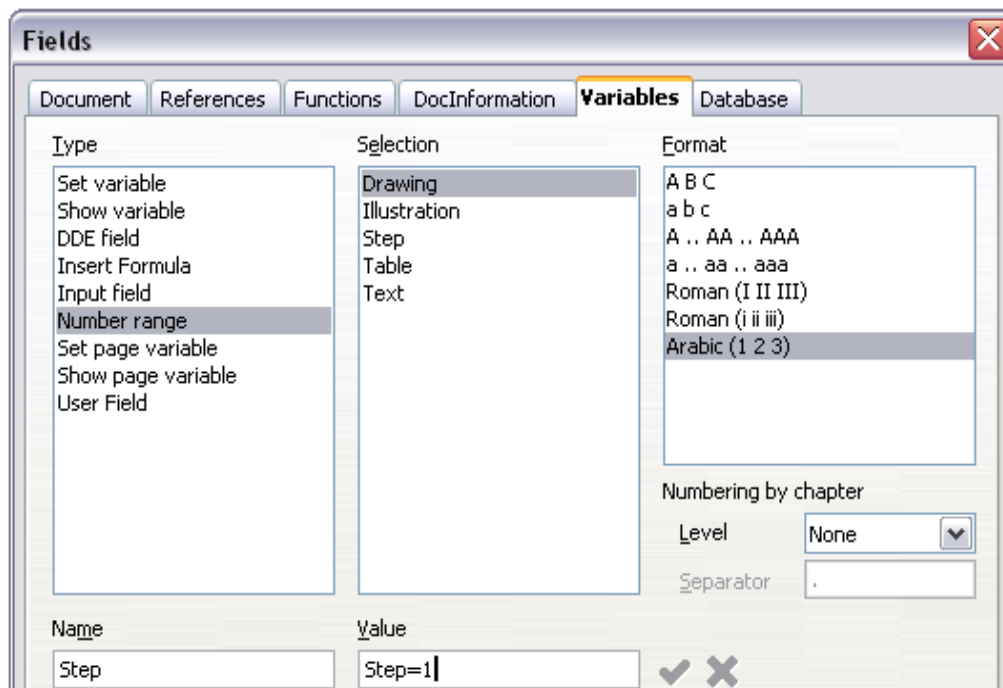 Fields
Document References Functions DocInformation Variables Database
Type
Set variable
Show variable
DDE field
Insert Formula
Input field
Number range
Set page variable
Show page variable
User Field
Selection
Drawing
Illustration
Step
Table
Text
Format
A B C
a b c
A .. AA .. AAA
a .. aa .. aaa
Roman (I II III)
Roman (i ii iii)
Arabic (1 2 3)
Numbering by chapter
Level None
Separator .
Name
Step
Value
Step=1